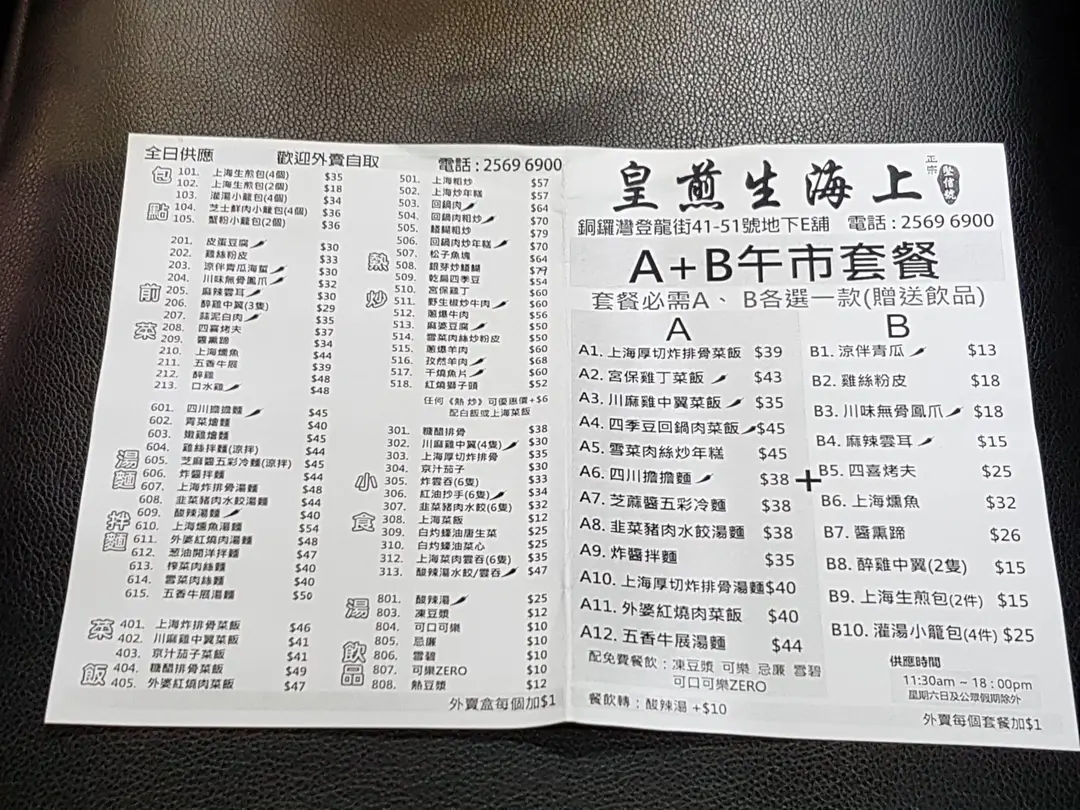 全日供應 歡迎外賣自取 電話 : 2569 6900
包點
101. 上海生煎包(4個) $35
102. 上海生煎包(2個) $18
103. 灌湯小籠包(4個) $34
104. 芝士鮮肉小籠包(4個) $36
105. 蟹粉小籠包(2個) $36
前菜
201. 皮蛋豆腐 $30
202. 雞絲粉皮 $33
203. 涼伴青瓜海蜇 $30
204. 川味無骨鳳爪 $32
205. 麻辣雲耳 $30
206. 醉雞中翼(3隻) $29
207. 蒜泥白肉 $35
208. 四喜烤夫 $37
209. 醬熏蹄 $34
210. 上海燻魚 $44
211. 五香牛展 $39
212. 醉雞 $48
213. 口水雞 $48
湯麵 拌麵
601. 四川擔擔麵 $45
602. 青菜燴麵 $40
603. 嫩雞燴麵 $45
604. 雞絲拌麵(涼拌) $44
605. 芝麻醬五彩冷麵(涼拌) $45
606. 炸醬拌麵 $44
607. 上海炸排骨湯麵 $48
608. 韮菜豬肉水餃湯麵 $44
609. 酸辣湯麵 $40
610. 上海燻魚湯麵 $54
611. 外婆紅燒肉湯麵 $48
612. 葱油開洋拌麵 $47
613. 榨菜肉絲麵 $40
614. 雪菜肉絲麵 $40
615. 五香牛展湯麵 $50
菜飯
401. 上海炸排骨菜飯 $46
402. 川麻雞中翼菜飯 $41
403. 京汁茄子菜飯 $41
404. 糖醋排骨菜飯 $49
405. 外婆紅燒肉菜飯 $47
熱炒
501. 上海粗炒 $57
502. 上海炒年糕 $57
503. 回鍋肉 $64
504. 回鍋肉粗炒 $70
505. 鱔糊粗炒 $79
506. 回鍋肉炒年糕 $70
507. 松子魚塊 $64
508. 銀芽炒鱔糊 $79
509. 乾扁四季豆 $54
510. 宮保雞丁 $60
511. 野生椒炒牛肉 $60
512. 蔥爆牛肉 $56
513. 麻婆豆腐 $50
514. 雪菜肉絲炒粉皮 $50
515. 蔥爆羊肉 $60
516. 孜然羊肉 $68
517. 干燒魚片 $60
518. 紅燒獅子頭 $52
任何《熱炒》可優惠價+$6
配白飯或上海菜飯
小食
301. 糖醋排骨 $38
302. 川麻雞中翼(4隻) $30
303. 上海厚切炸排骨 $35
304. 京汁茄子 $30
305. 炸雲吞(6隻) $33
306. 紅油抄手(6隻) $34
307. 韭菜豬肉水餃(6隻) $32
308. 上海菜飯 $12
309. 白灼蠔油唐生菜 $25
310. 白灼蠔油菜心 $25
312. 上海菜肉雲吞(6隻) $35
313. 酸辣湯水餃/雲吞 $47
湯飲品
801. 酸辣湯 $25
803. 凍豆漿 $12
804. 可口可樂 $10
805. 忌廉 $10
806. 雪碧 $10
807. 可樂ZERO $10
808. 熱豆漿 $12
外賣盒每個加$1
皇煎生海上 正宗
銅鑼灣登龍街41-51號地下E舖 電話 : 2569 6900
A+B午市套餐
套餐必需A、B各選一款(贈送飲品)
A
A1. 上海厚切炸排骨菜飯 $39
A2. 宮保雞丁菜飯 $43
A3. 川麻雞中翼菜飯 $35
A4. 四季豆回鍋肉菜飯 $45
A5. 雪菜肉絲炒年糕 $45
A6. 四川擔擔麵 $38
A7. 芝蔴醬五彩冷麵 $38
A8. 韮菜豬肉水餃湯麵 $38
A9. 炸醬拌麵 $35
A10. 上海厚切炸排骨湯麵 $40
A11. 外婆紅燒肉菜飯 $40
A12. 五香牛展湯麵 $44
配免費餐飲 : 凍豆漿 可樂 忌廉 雪碧
可口可樂ZERO
餐飲轉 : 酸辣湯 +$10
+
B
B1. 涼伴青瓜 $13
B2. 雞絲粉皮 $18
B3. 川味無骨鳳爪 $18
B4. 麻辣雲耳 $15
B5. 四喜烤夫 $25
B6. 上海燻魚 $32
B7. 醬熏蹄 $26
B8. 醉雞中翼(2隻) $15
B9. 上海生煎包(2件) $15
B10. 灌湯小籠包(4件) $25
供應時間
11:30am ~ 18 : 00pm
星期六日及公眾假期除外
外賣每個套餐加$1